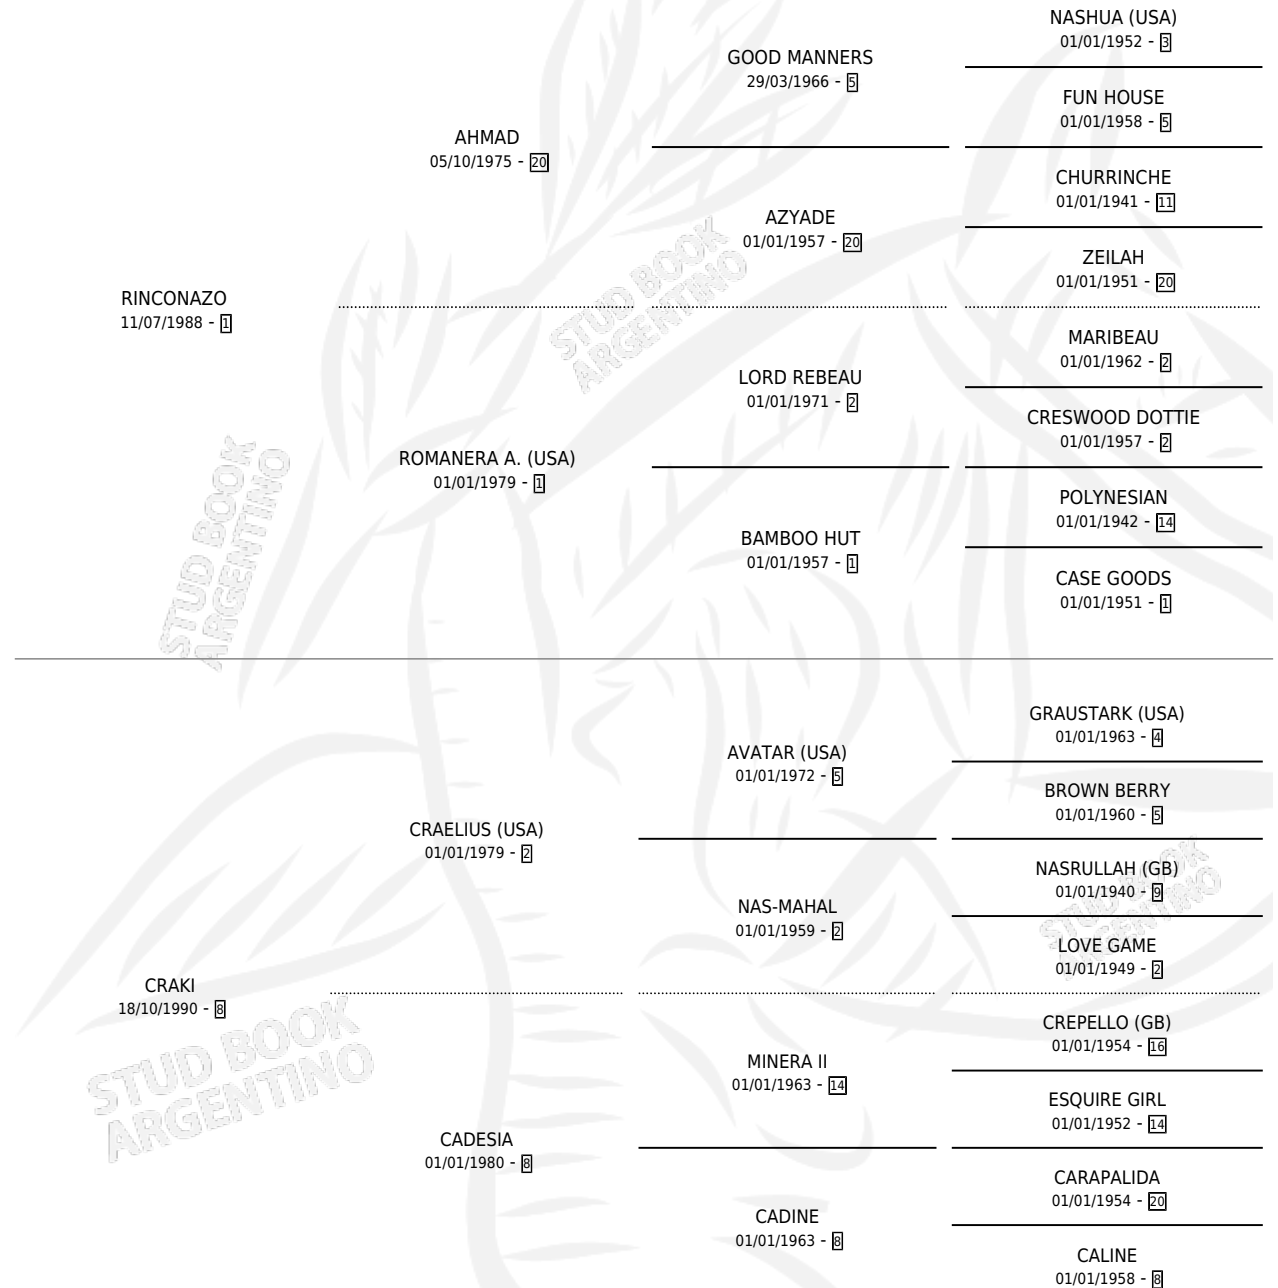 NASHUA (USA)
01/01/1952 - 3
GOOD MANNERS
29/03/1966 - 5
FUN HOUSE
01/01/1958 - 5
AHMAD
05/10/1975 - 20
CHURRINCHE
01/01/1941 - 11
AZYADE
01/01/1957 - 20
ZEILAH
01/01/1951 - 20
RINCONAZO
11/07/1988 - 1
MARIBEAU
01/01/1962 - 2
LORD REBEAU
01/01/1971 - 2
CRESWOOD DOTTIE
01/01/1957 - 2
ROMANERA A. (USA)
01/01/1979 - 1
POLYNESIAN
01/01/1942 - 14
BAMBOO HUT
01/01/1957 - 1
CASE GOODS
01/01/1951 - 1
STUD BOOK
ARGENTINO
STUD BOOK
ARGENTINO
GRAUSTARK (USA)
01/01/1963 - 4
AVATAR (USA)
01/01/1972 - 5
BROWN BERRY
01/01/1960 - 5
CRAELIUS (USA)
01/01/1979 - 2
NASRULLAH (GB)
01/01/1940 - 9
NAS-MAHAL
01/01/1959 - 2
LOVE GAME
01/01/1949 - 2
CRAKI
18/10/1990 - 8
CREPELLO (GB)
01/01/1954 - 16
MINERA II
01/01/1963 - 14
ESQUIRE GIRL
01/01/1952 - 14
CADESIA
01/01/1980 - 8
CARAPALIDA
01/01/1954 - 20
CADINE
01/01/1963 - 8
CALINE
01/01/1958 - 8
STUD BOOK
ARGENTINO
STUD BOOK
ARGENTINO